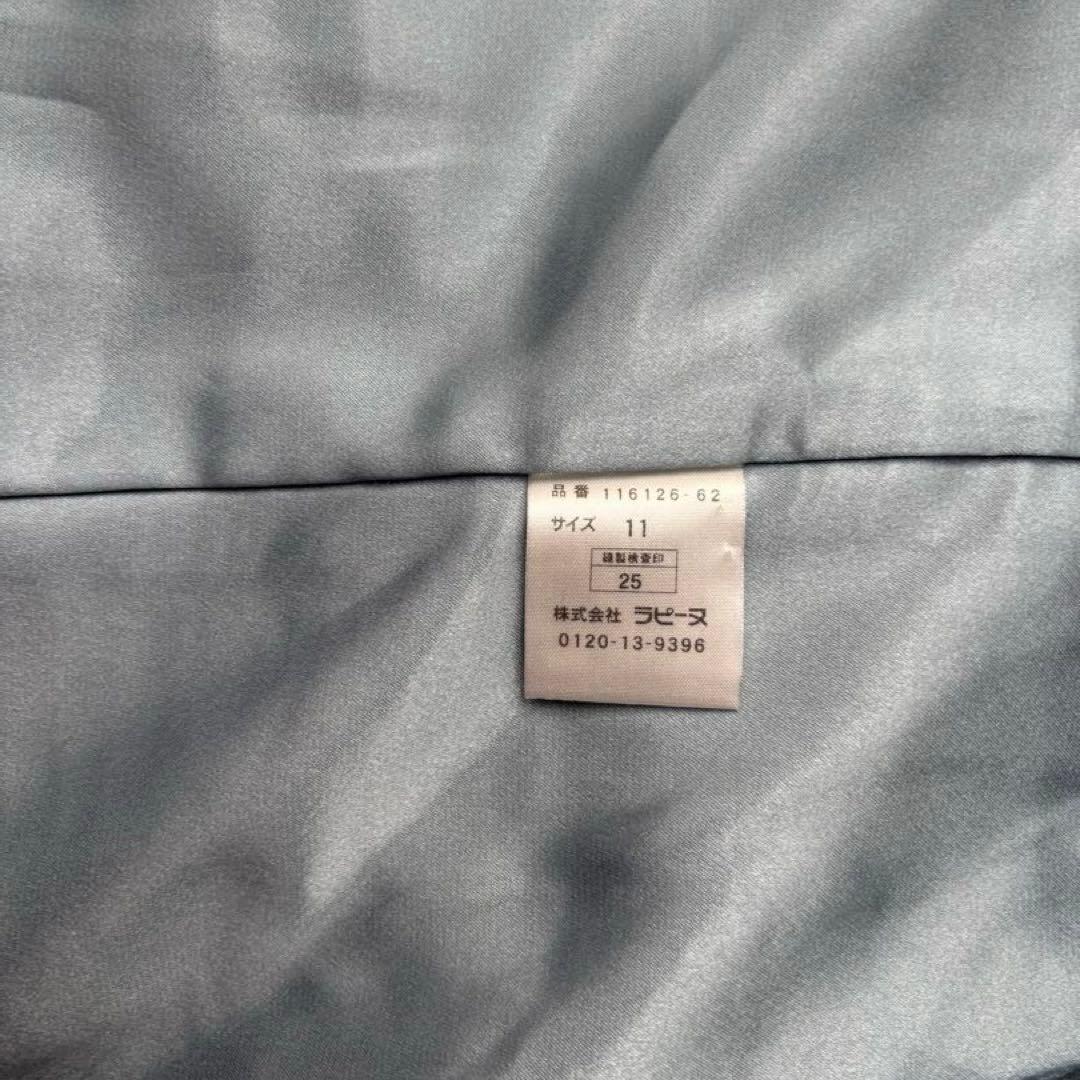 品番 116126-62
サイズ 11
縫製検査印
25
株式会社 ラピーヌ
0120-13-9396